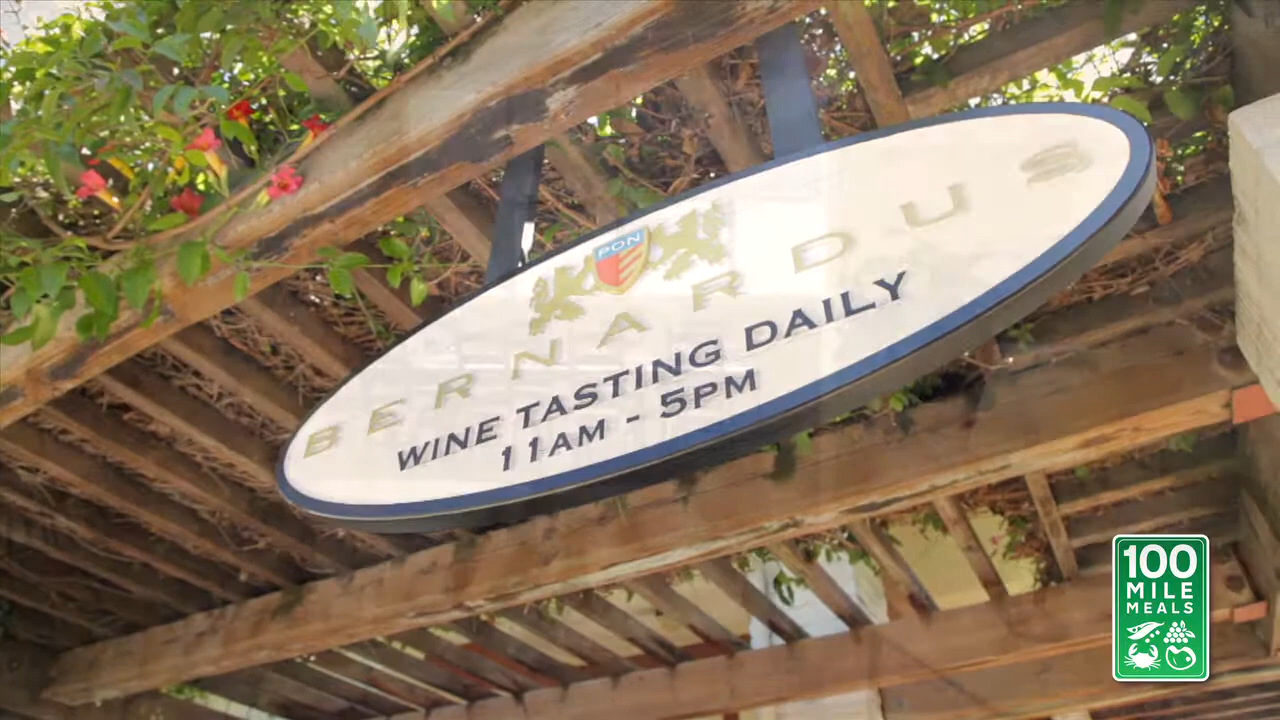 PON
BERNARDUS
WINE TASTING DAILY
11AM - 5PM
100
MILE
MEALS